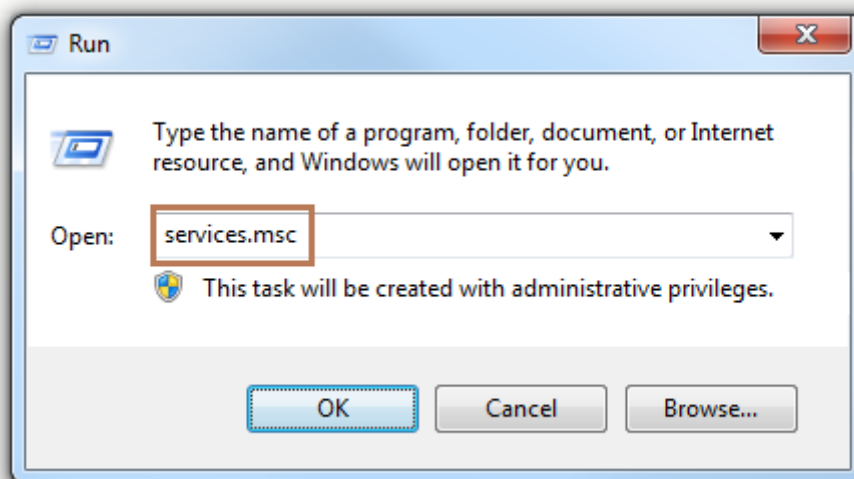 Run
Type the name of a program, folder, document, or Internet
resource, and Windows will open it for you.
Open: services.msc
This task will be created with administrative privileges.
OK Cancel Browse...